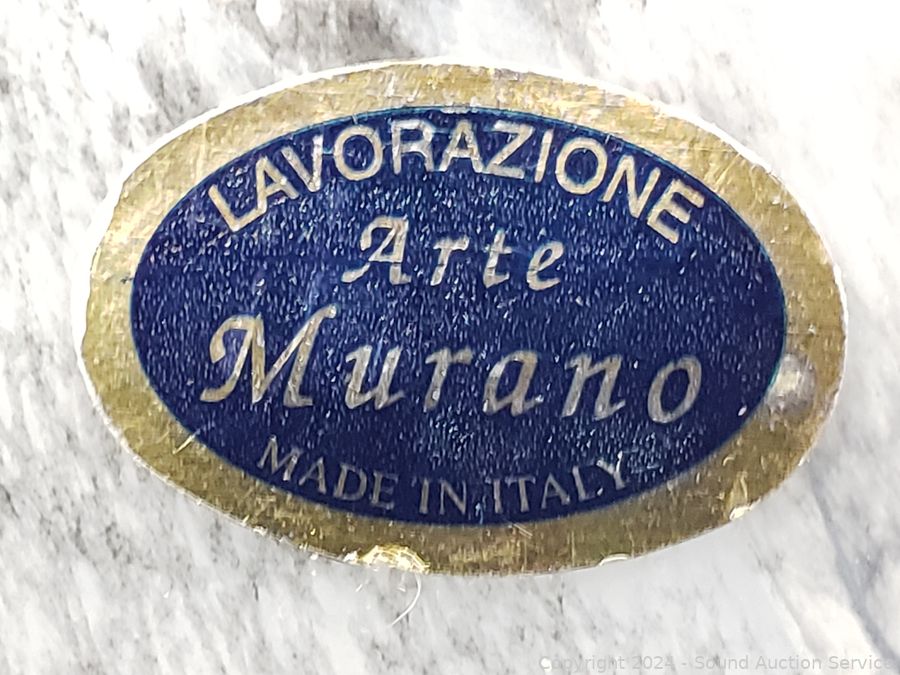 LAVORAZIONE
Arte
Murano
MADE IN ITALY
Copyright 2024 - Sound Auction Service